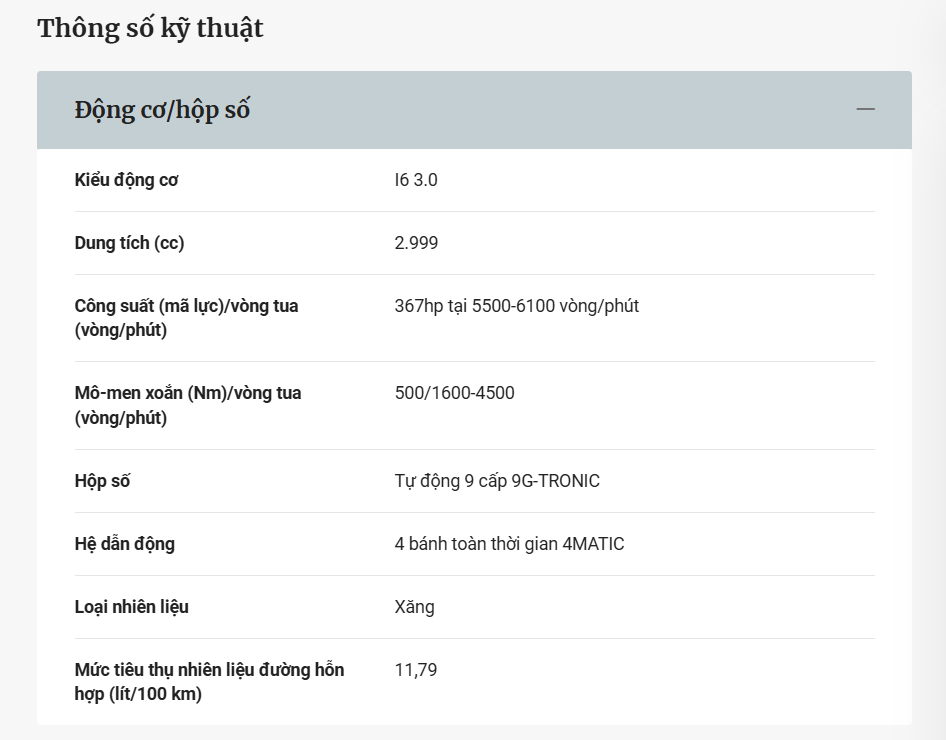 Thông số kỹ thuật
Động cơ/hộp số
Kiểu động cơ
I6 3.0
Dung tích (cc)
2.999
Công suất (mã lực)/vòng tua
(vòng/phút)
367hp tại 5500-6100 vòng/phút
Mô-men xoắn (Nm)/vòng tua
(vòng/phút)
500/1600-4500
Hộp số
Tự động 9 cấp 9G-TRONIC
Hệ dẫn động
4 bánh toàn thời gian 4MATIC
Loại nhiên liệu
Xăng
Mức tiêu thụ nhiên liệu đường hỗn
hợp (lít/100 km)
11,79